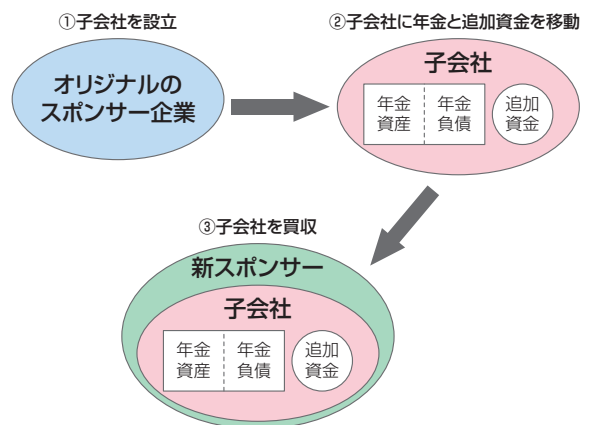 ①子会社を設立
オリジナルの
スポンサー企業
②子会社に年金と追加資金を移動
子会社
年金
資産
年金
負債
追加
資金
③子会社を買収
新スポンサー
子会社
年金
資産
年金
負債
追加
資金